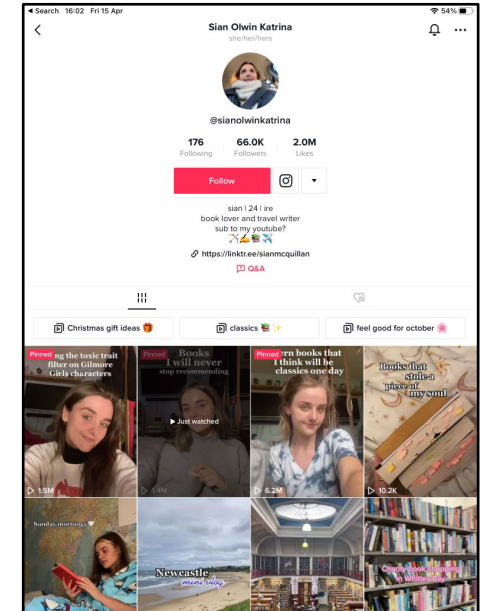 Search 16:02 Fri 15 Apr 54%
Sian Olwin Katrina
she/her/hers
@sianolwinkatrina
176 66.0K 2.0M
Following Followers Likes
Follow
sian | 24 | ire
book lover and travel writer
sub to my youtube?
https://linktr.ee/sianmcquillan
Q&A
Christmas gift ideas 🎁 classics 📚✨ feel good for october 🌸
Pinned
ng the toxic trait
filter on Gilmore
Girls characters
1.5M
Pinned
Books
I will never
stop recommending
Just watched
1.4M
Pinned
ern books that
I think will be
classics one day
6.2M
Books that
stole a
piece of
my soul
10.2K
Sunday mornings 🤍
Newcastle
mini vlog
Charity book shopping
in Whitley Bay